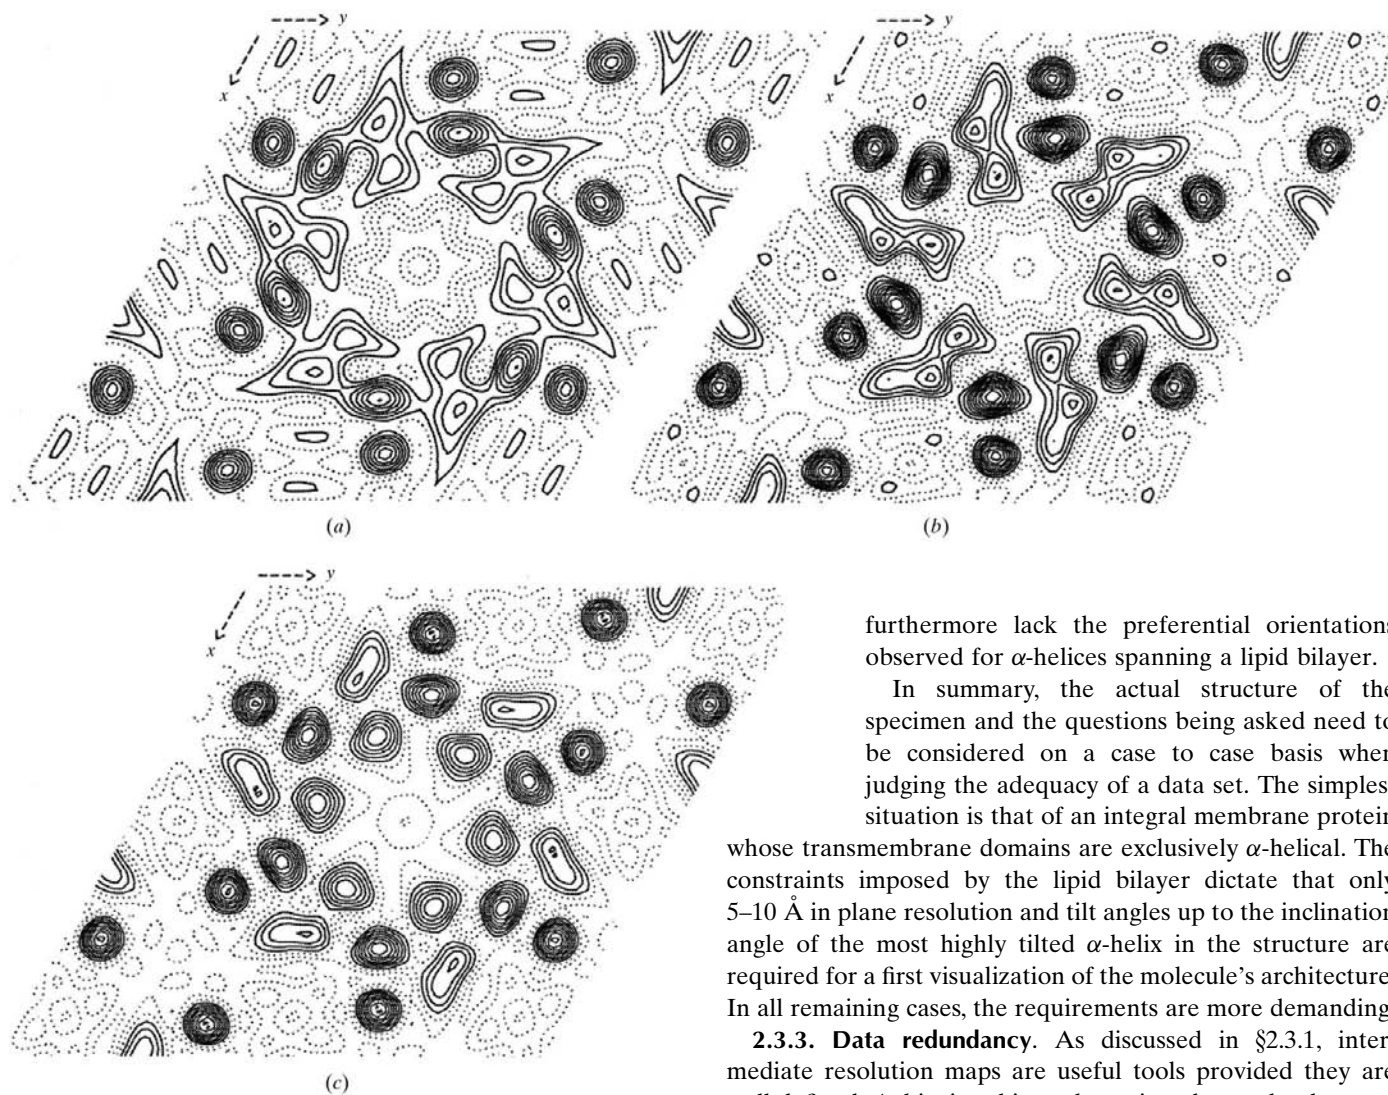 y
x
y
x
(a)
(b)
y
x
(c)
furthermore lack the preferential orientations
observed for α-helices spanning a lipid bilayer.
In summary, the actual structure of the
specimen and the questions being asked need to
be considered on a case to case basis when
judging the adequacy of a data set. The simples
situation is that of an integral membrane protein
whose transmembrane domains are exclusively α-helical. The
constraints imposed by the lipid bilayer dictate that only
5–10 Å in plane resolution and tilt angles up to the inclination
angle of the most highly tilted α-helix in the structure are
required for a first visualization of the molecule's architecture
In all remaining cases, the requirements are more demanding
2.3.3. Data redundancy. As discussed in §2.3.1, inter
mediate resolution maps are useful tools provided they are